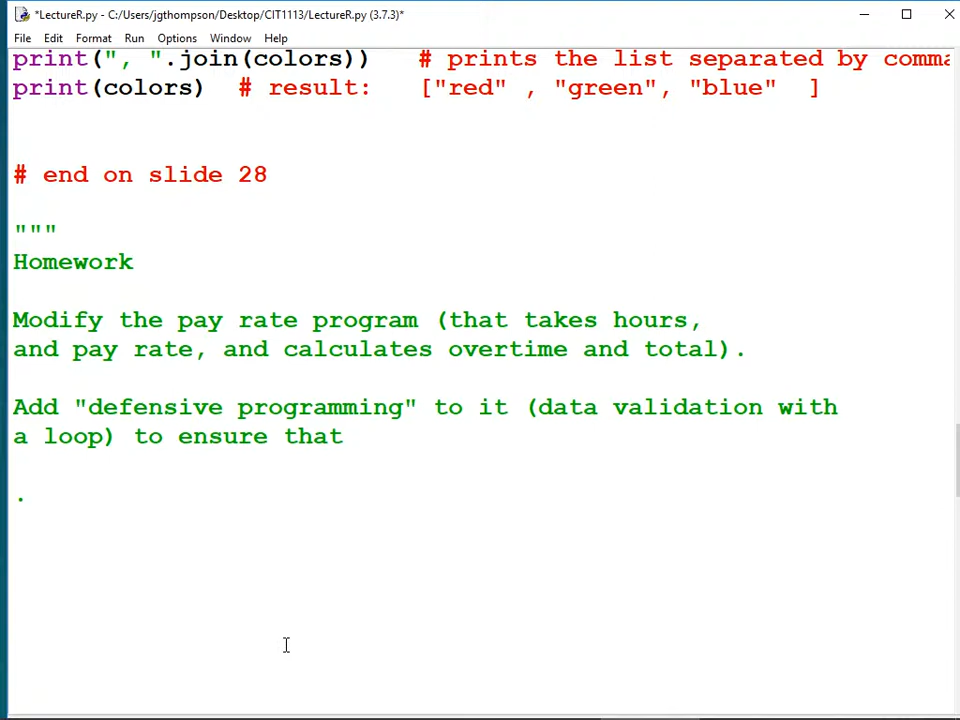 *LectureR.py - C:/Users/jgthompson/Desktop/CIT1113/LectureR.py (3.7.3)*
File Edit Format Run Options Window Help
print(", ".join(colors))   # prints the list separated by comma
print(colors)  # result:   ["red" , "green", "blue"  ]
# end on slide 28
"""
Homework
Modify the pay rate program (that takes hours,
and pay rate, and calculates overtime and total).
Add "defensive programming" to it (data validation with
a loop) to ensure that
.